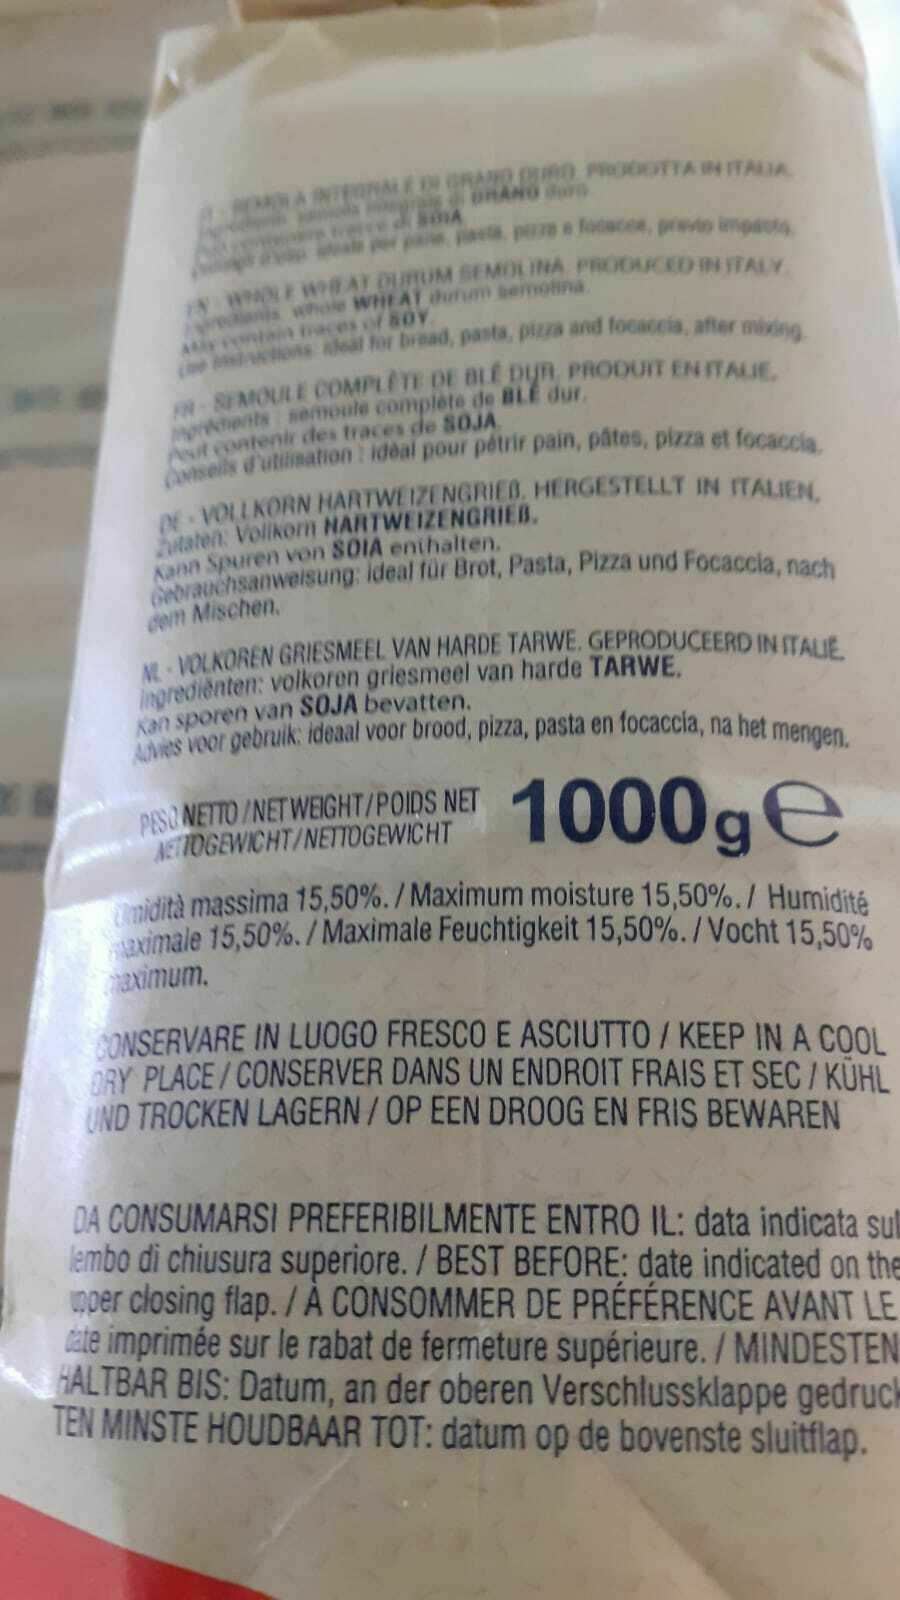 IT - SEMOLA INTEGRALE DI GRANO DURO. PRODOTTA IN ITALIA.
Ingredienti: semola integrale di GRANO duro.
Può contenere tracce di SOIA.
ideale per pane, pasta, pizza e focacce, previo impasto.
EN - WHOLE WHEAT DURUM SEMOLINA. PRODUCED IN ITALY.
Ingredients: whole WHEAT durum semolina.
May contain traces of SOY.
Use instructions: ideal for bread, pasta, pizza and focaccia, after mixing.
FR - SEMOULE COMPLÈTE DE BLÉ DUR. PRODUIT EN ITALIE.
Ingrédients : semoule complète de BLÉ dur.
Peut contenir des traces de SOJA.
Conseils d'utilisation : idéal pour pétrir pain, pâtes, pizza et focaccia.
DE - VOLLKORN HARTWEIZENGRIEß. HERGESTELLT IN ITALIEN.
Zutaten: Vollkorn HARTWEIZENGRIEß.
Kann Spuren von SOIA enthalten.
Gebrauchsanweisung: ideal für Brot, Pasta, Pizza und Focaccia, nach
dem Mischen.
NL - VOLKOREN GRIESMEEL VAN HARDE TARWE. GEPRODUCEERD IN ITALIË.
Ingrediënten: volkoren griesmeel van harde TARWE.
Kan sporen van SOJA bevatten.
Advies voor gebruik: ideaal voor brood, pizza, pasta en focaccia, na het mengen.
PESO NETTO / NET WEIGHT / POIDS NET
NETTOGEWICHT / NETTOGEWICHT
1000g e
Umidità massima 15,50%. / Maximum moisture 15,50%. / Humidité
maximale 15,50%. / Maximale Feuchtigkeit 15,50%. / Vocht 15,50%
maximum.
CONSERVARE IN LUOGO FRESCO E ASCIUTTO / KEEP IN A COOL
DRY PLACE / CONSERVER DANS UN ENDROIT FRAIS ET SEC / KÜHL
UND TROCKEN LAGERN / OP EEN DROOG EN FRIS BEWAREN
DA CONSUMARSI PREFERIBILMENTE ENTRO IL: data indicata sul
lembo di chiusura superiore. / BEST BEFORE: date indicated on the
upper closing flap. / À CONSOMMER DE PRÉFÉRENCE AVANT LE
date imprimée sur le rabat de fermeture supérieure. / MINDESTEN
HALTBAR BIS: Datum, an der oberen Verschlussklappe gedruck
TEN MINSTE HOUDBAAR TOT: datum op de bovenste sluitflap.